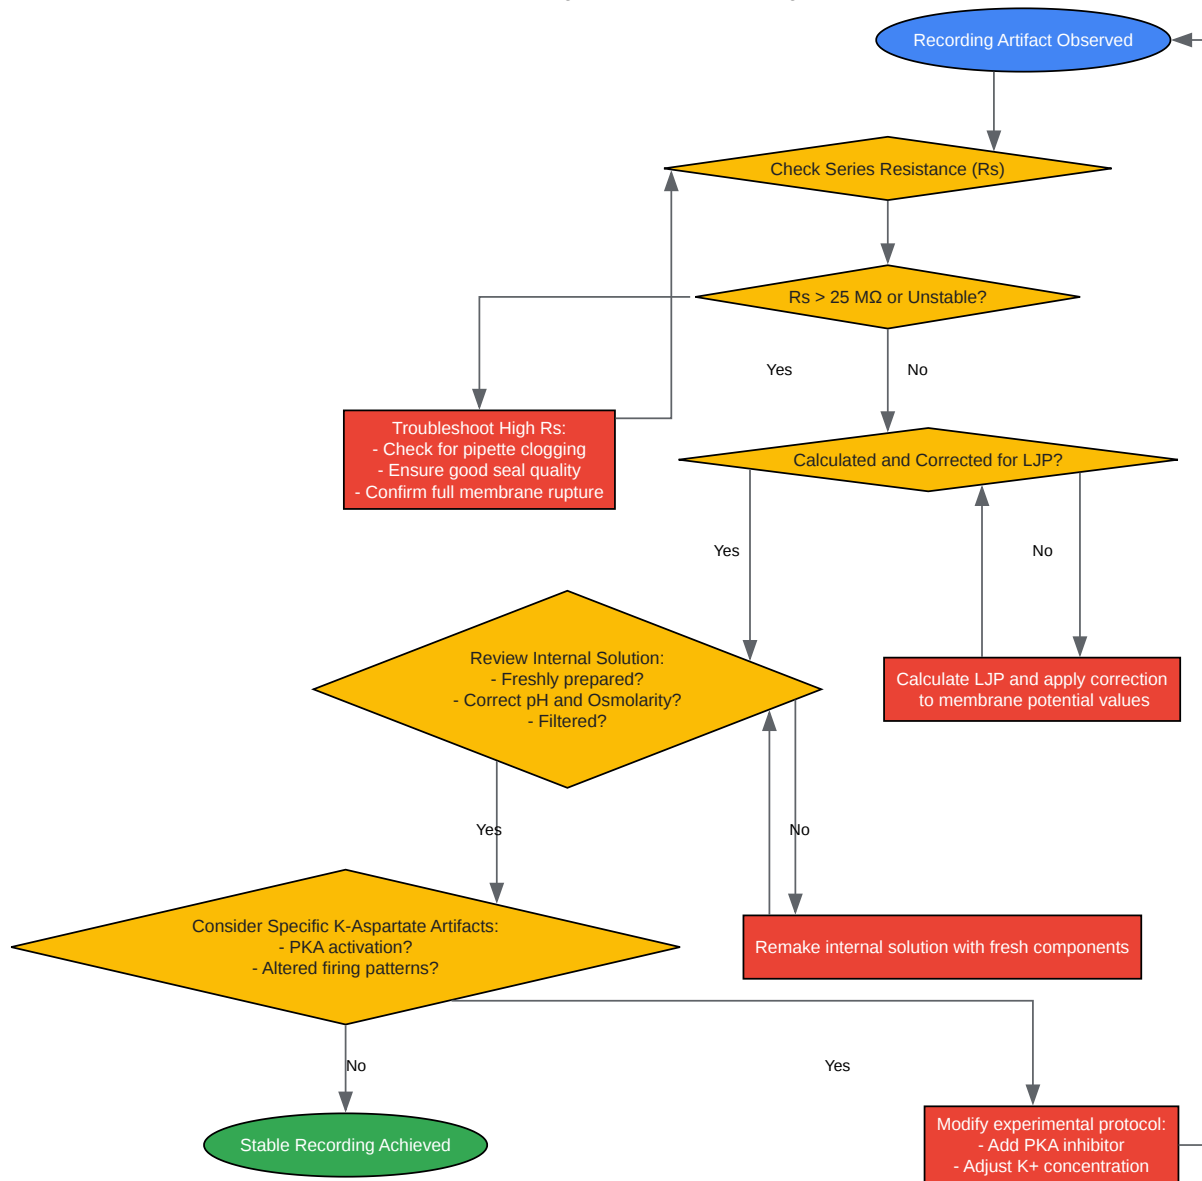 Recording Artifact Observed
Check Series Resistance (Rs)
Rs > 25 MΩ or Unstable?
Yes
No
Troubleshoot High Rs:
- Check for pipette clogging
- Ensure good seal quality
- Confirm full membrane rupture
Calculated and Corrected for LJP?
Yes
No
Review Internal Solution:
- Freshly prepared?
- Correct pH and Osmolarity?
- Filtered?
Calculate LJP and apply correction
to membrane potential values
Yes
No
Consider Specific K-Aspartate Artifacts:
- PKA activation?
- Altered firing patterns?
Remake internal solution with fresh components
No
Yes
Stable Recording Achieved
Modify experimental protocol:
- Add PKA inhibitor
- Adjust K+ concentration